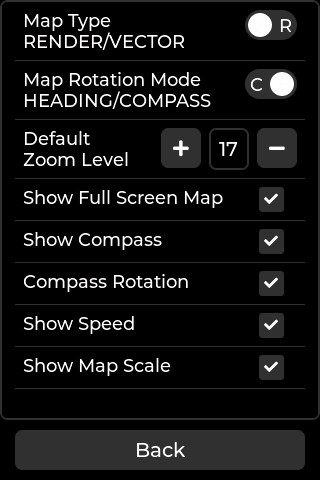 Map Type
RENDER/VECTOR
R
Map Rotation Mode
HEADING/COMPASS
C
Default
Zoom Level
+ 17 −
Show Full Screen Map
Show Compass
Compass Rotation
Show Speed
Show Map Scale
Back